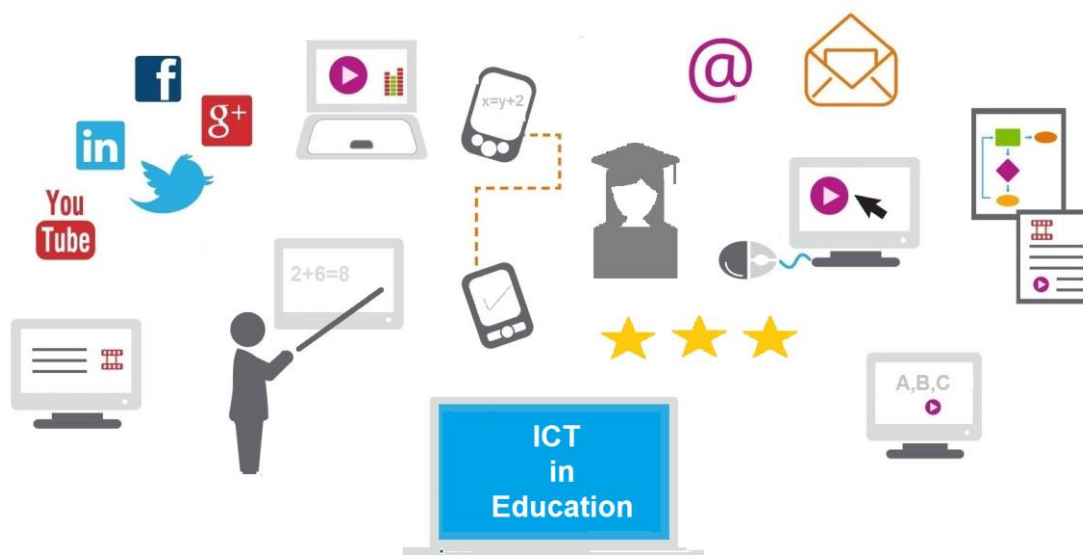 f
g+
in
You
Tube
x=y+2
@
2+6=8
A,B,C
ICT
in
Education